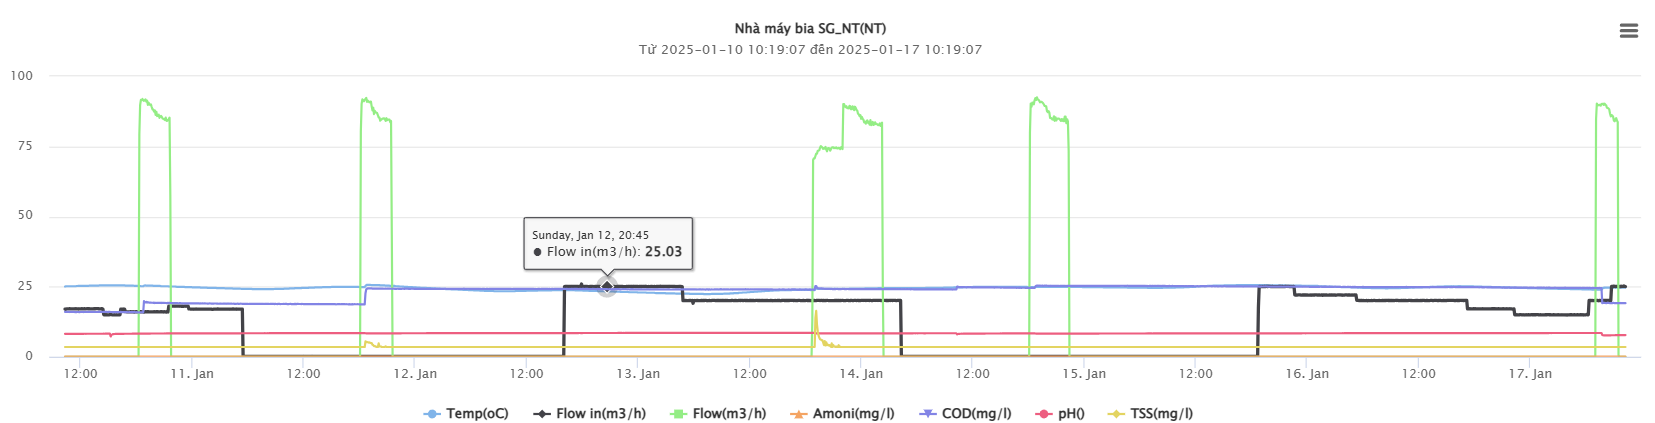 Nhà máy bia SG_NT(NT)
Từ 2025-01-10 10:19:07 đến 2025-01-17 10:19:07
100
75
50
25
0
Sunday, Jan 12, 20:45
Flow in(m3/h): 25.03
12:00 11. Jan 12:00 12. Jan 12:00 13. Jan 12:00 14. Jan 12:00 15. Jan 12:00 16. Jan 12:00 17. Jan
Temp(oC) Flow in(m3/h) Flow(m3/h) Amoni(mg/l) COD(mg/l) pH() TSS(mg/l)